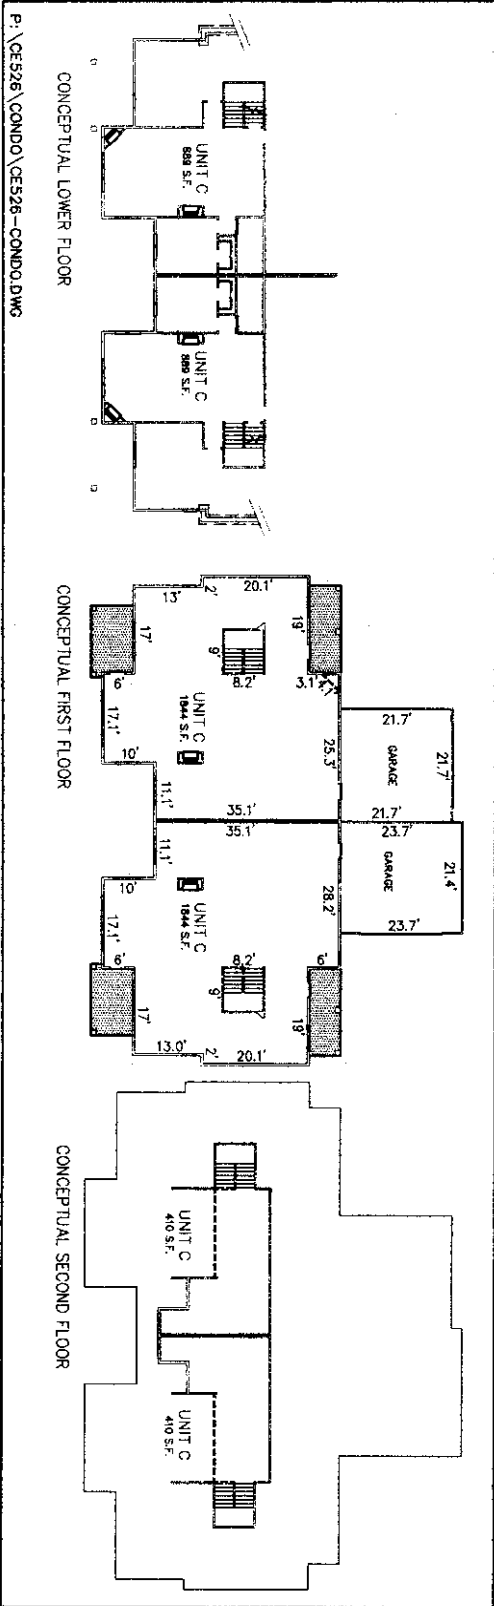 P:\CE526\CONDO\CE526-CONDO.DWG
CONCEPTUAL LOWER FLOOR
UNIT C
889 S.F.
UNIT C
889 S.F.
CONCEPTUAL FIRST FLOOR
20.1'
2'
13'
17'
6'
17.1'
10'
11.1'
9'
8.2'
19'
3.1'
25.3'
35.1'
UNIT C
1844 S.F.
21.7'
21.7'
21.7'
GARAGE
23.7'
21.4'
23.7'
GARAGE
35.1'
11.1'
10'
17.1'
6'
17'
13.0'
2'
20.1'
19'
6'
28.2'
8.2'
9'
UNIT C
1844 S.F.
CONCEPTUAL SECOND FLOOR
UNIT C
410 S.F.
UNIT C
410 S.F.